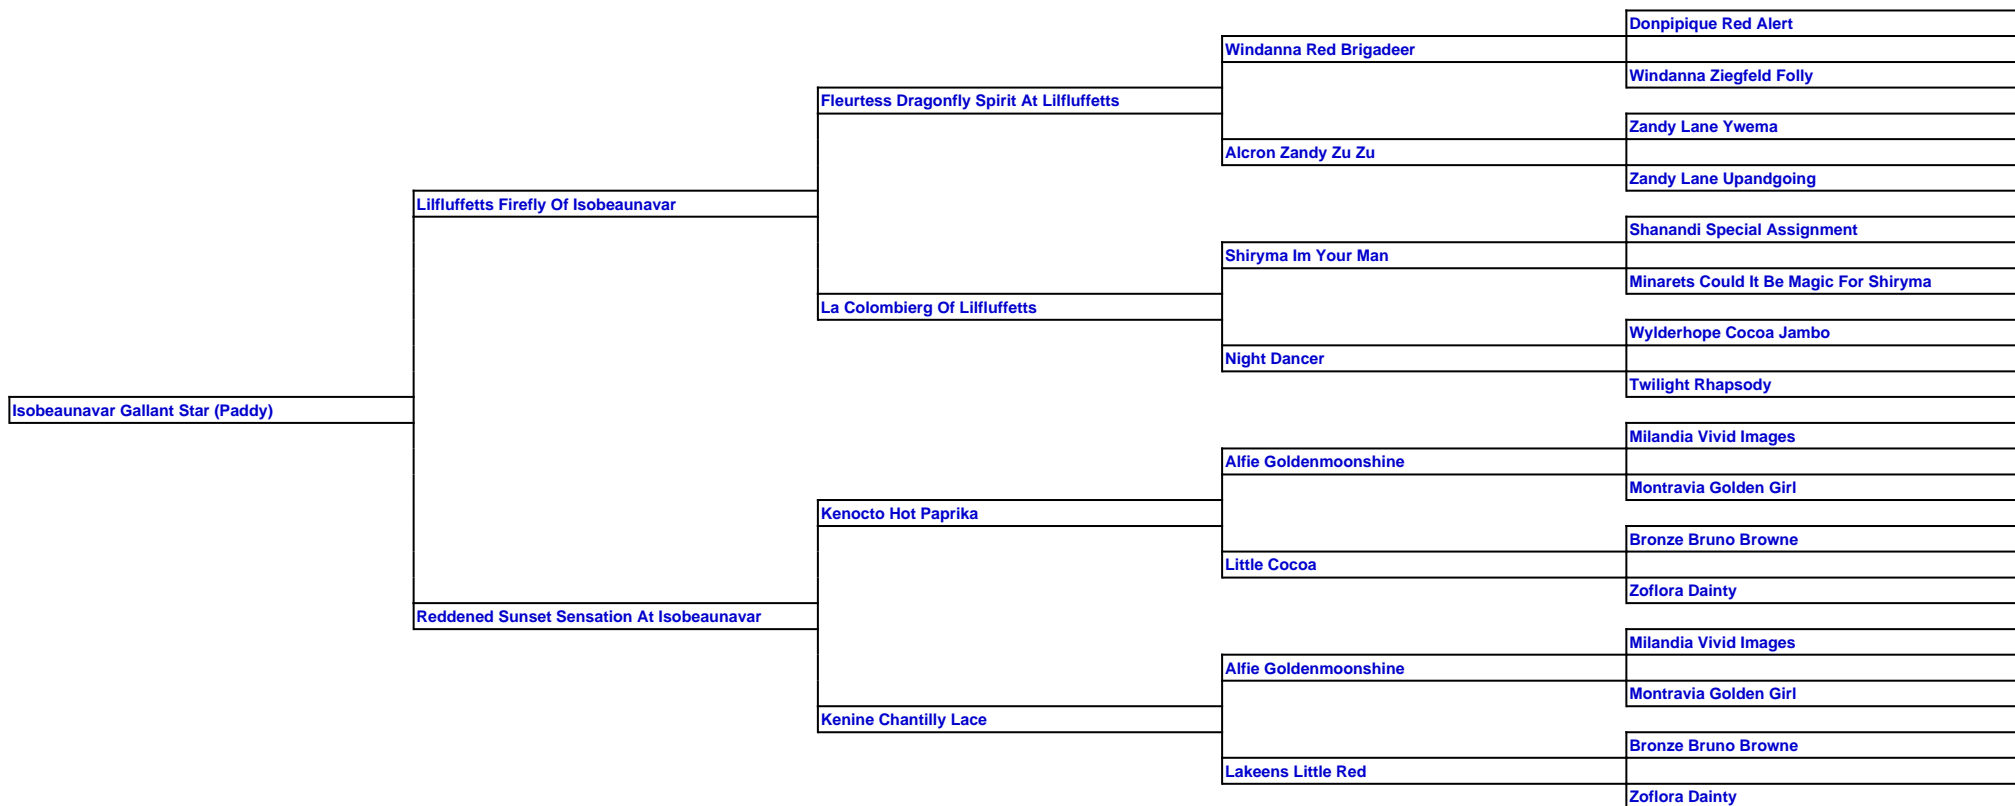 Donpipique Red Alert
Windanna Red Brigadeer
Windanna Ziegfeld Folly
Fleurtess Dragonfly Spirit At Lilfluffetts
Zandy Lane Ywema
Alcron Zandy Zu Zu
Zandy Lane Upandgoing
Lilfluffetts Firefly Of Isobeaunavar
Shanandi Special Assignment
Shiryma Im Your Man
Minarets Could It Be Magic For Shiryma
La Colombierg Of Lilfluffetts
Wylderhope Cocoa Jambo
Night Dancer
Twilight Rhapsody
Isobeaunavar Gallant Star (Paddy)
Milandia Vivid Images
Alfie Goldenmoonshine
Montravia Golden Girl
Kenocto Hot Paprika
Bronze Bruno Browne
Little Cocoa
Zoflora Dainty
Reddened Sunset Sensation At Isobeaunavar
Milandia Vivid Images
Alfie Goldenmoonshine
Montravia Golden Girl
Kenine Chantilly Lace
Bronze Bruno Browne
Lakeens Little Red
Zoflora Dainty